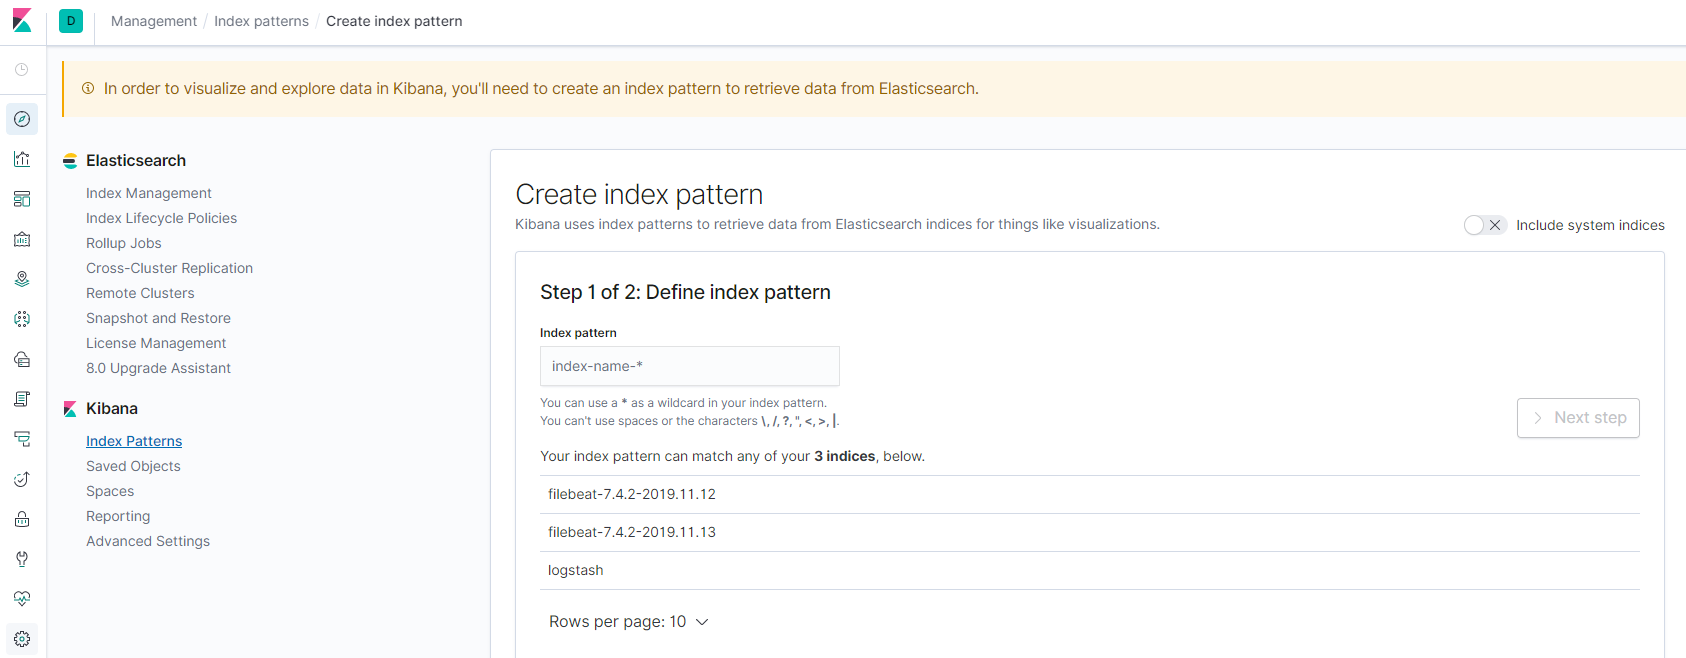 D Management / Index patterns / Create index pattern
In order to visualize and explore data in Kibana, you'll need to create an index pattern to retrieve data from Elasticsearch.
Elasticsearch
Index Management
Index Lifecycle Policies
Rollup Jobs
Cross-Cluster Replication
Remote Clusters
Snapshot and Restore
License Management
8.0 Upgrade Assistant
Kibana
Index Patterns
Saved Objects
Spaces
Reporting
Advanced Settings
Create index pattern
Kibana uses index patterns to retrieve data from Elasticsearch indices for things like visualizations.
Include system indices
Step 1 of 2: Define index pattern
Index pattern
index-name-*
You can use a * as a wildcard in your index pattern.
You can't use spaces or the characters \, /, ?, ", <, >, |.
Next step
Your index pattern can match any of your 3 indices, below.
filebeat-7.4.2-2019.11.12
filebeat-7.4.2-2019.11.13
logstash
Rows per page: 10